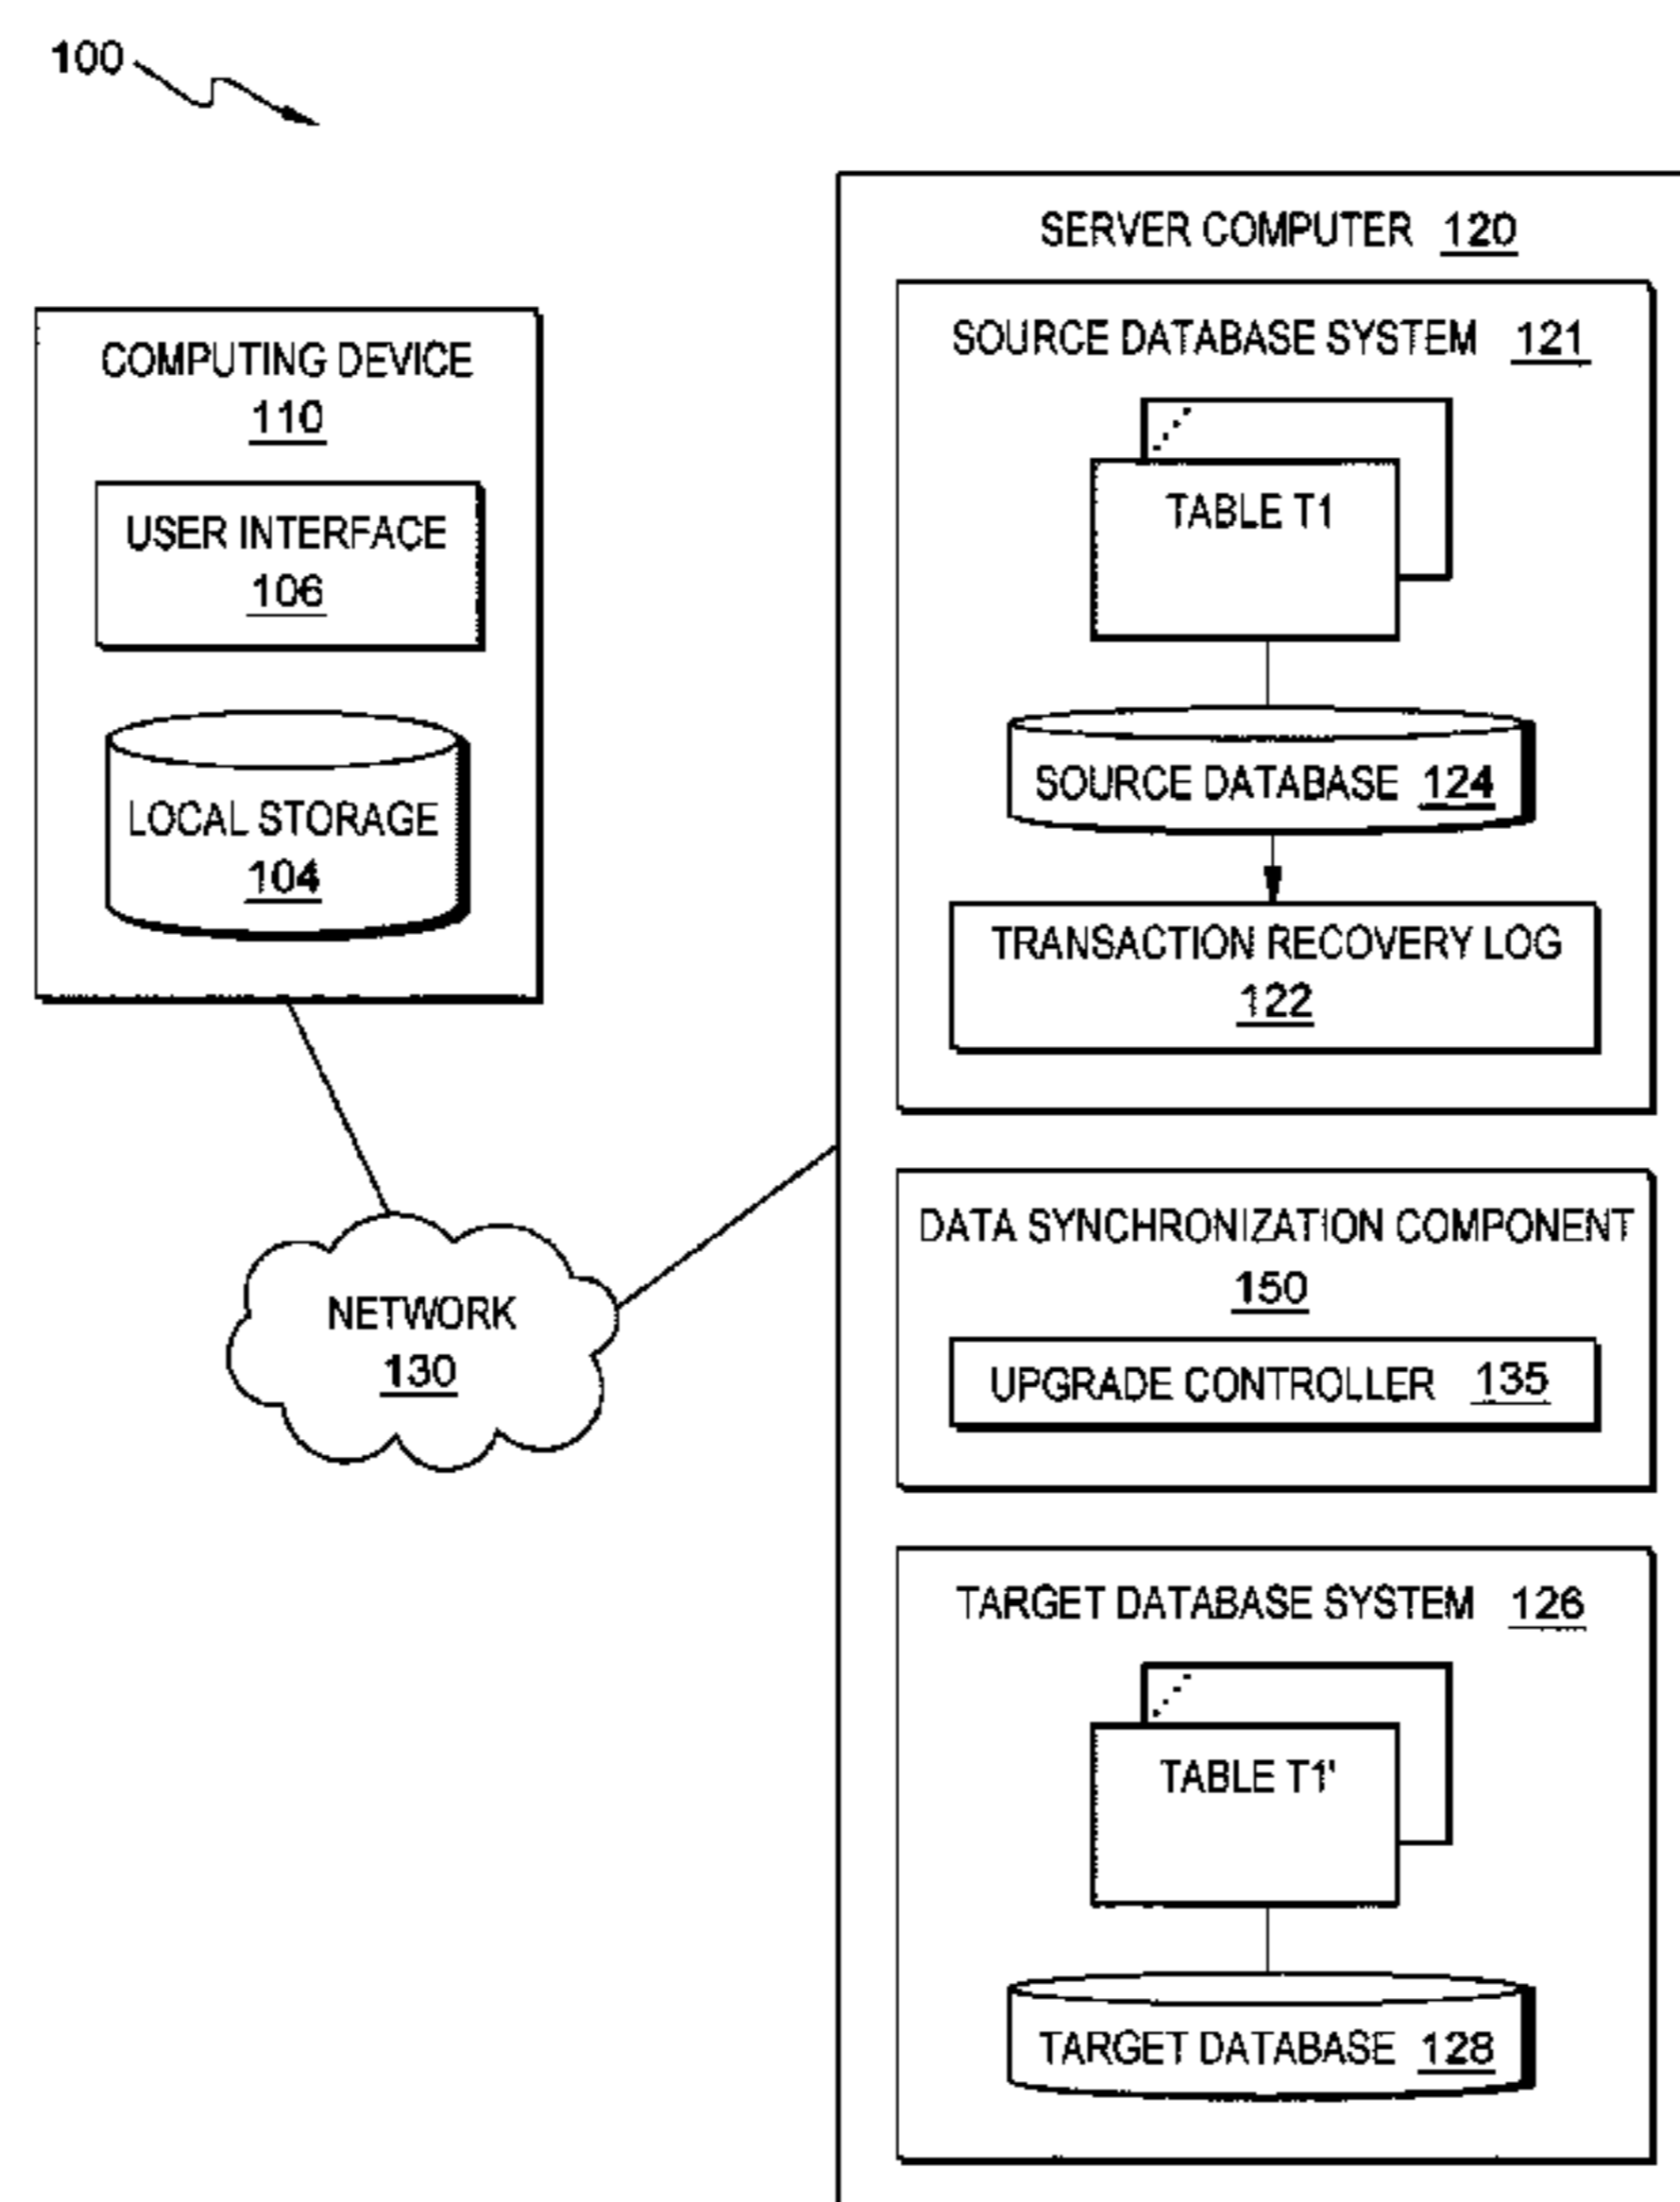 100
COMPUTING DEVICE
110
USER INTERFACE
106
LOCAL STORAGE
104
NETWORK
130
SERVER COMPUTER 120
SOURCE DATABASE SYSTEM 121
TABLE T1
SOURCE DATABASE 124
TRANSACTION RECOVERY LOG
122
DATA SYNCHRONIZATION COMPONENT
150
UPGRADE CONTROLLER 135
TARGET DATABASE SYSTEM 126
TABLE T1'
TARGET DATABASE 128